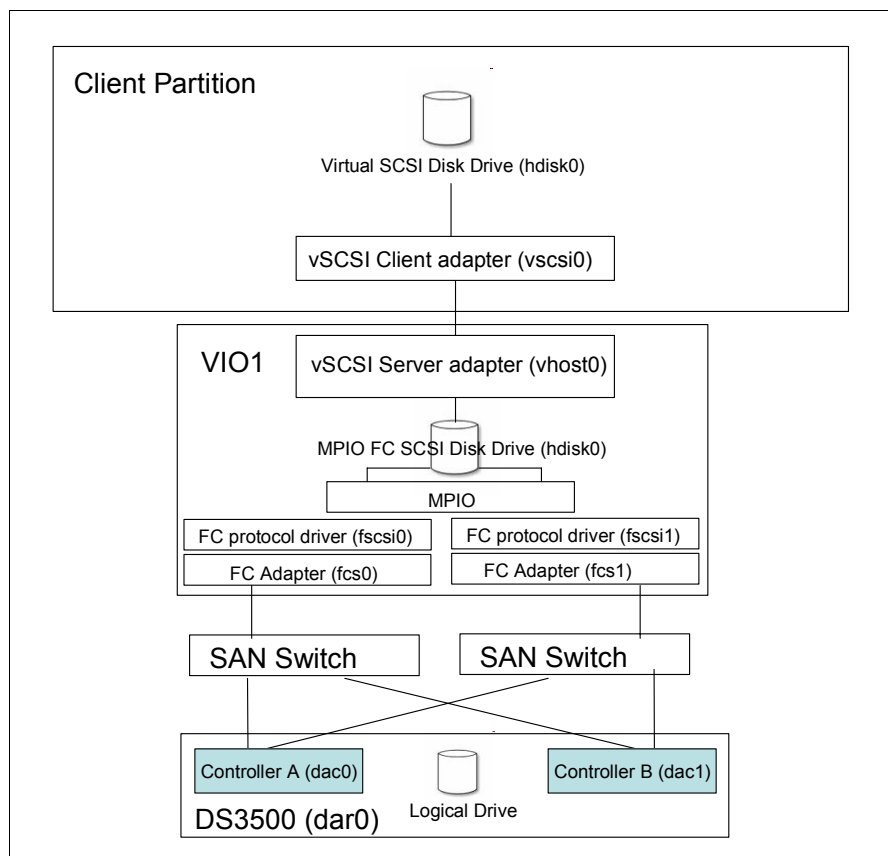 Client Partition
Virtual SCSI Disk Drive (hdisk0)
vSCSI Client adapter (vscsi0)
VIO1
vSCSI Server adapter (vhost0)
MPIO FC SCSI Disk Drive (hdisk0)
MPIO
FC protocol driver (fscsi0)
FC protocol driver (fscsi1)
FC Adapter (fcs0)
FC Adapter (fcs1)
SAN Switch
SAN Switch
Controller A (dac0)
Controller B (dac1)
Logical Drive
DS3500 (dar0)